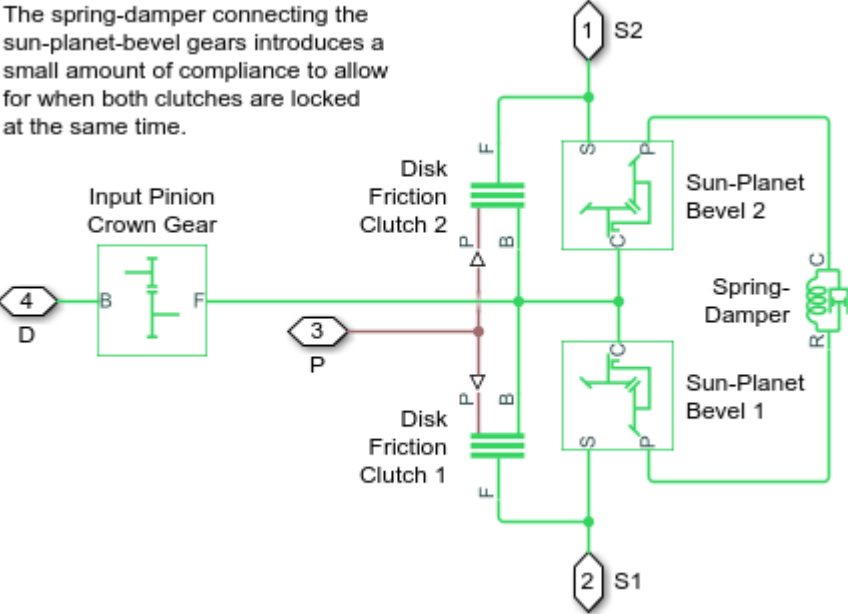 The spring-damper connecting the
sun-planet-bevel gears introduces a
small amount of compliance to allow
for when both clutches are locked
at the same time.
1
S2
F
S
P
Disk
Friction
Clutch 2
Sun-Planet
Bevel 2
Input Pinion
Crown Gear
P
B
C
C
4
B
F
D
3
P
Spring-
Damper
R
C
P
B
Sun-Planet
Bevel 1
Disk
Friction
Clutch 1
S
P
F
2
S1